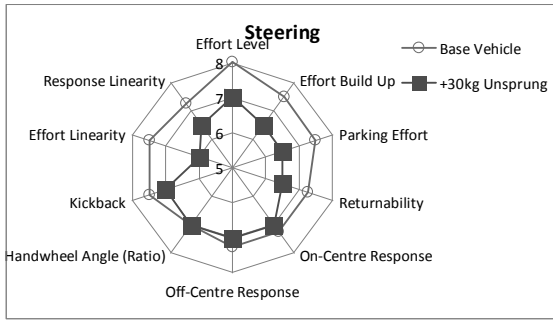 Steering
Effort Level
8
7
6
5
Effort Build Up
Parking Effort
Returnability
On-Centre Response
Off-Centre Response
Handwheel Angle (Ratio)
Kickback
Effort Linearity
Response Linearity
Base Vehicle
+30kg Unsprung